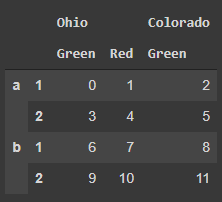 Ohio Colorado
Green Red Green
a 1 0 1 2
2 3 4 5
b 1 6 7 8
2 9 10 11